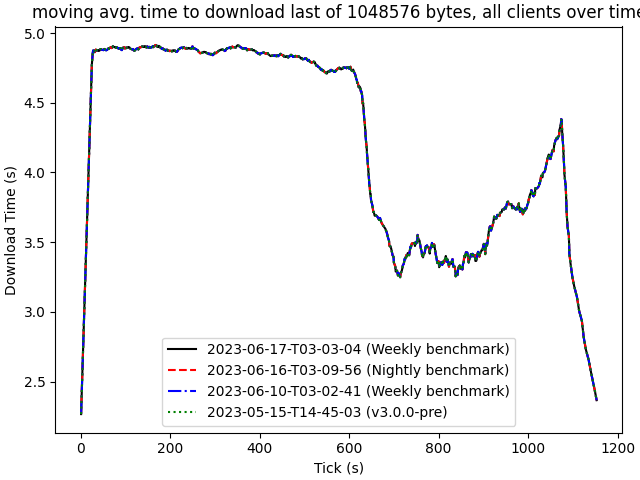 moving avg. time to download last of 1048576 bytes, all clients over time
5.0
4.5
4.0
3.5
3.0
2.5
Download Time (s)
2023-06-17-T03-03-04 (Weekly benchmark)
2023-06-16-T03-09-56 (Nightly benchmark)
2023-06-10-T03-02-41 (Weekly benchmark)
2023-05-15-T14-45-03 (v3.0.0-pre)
0 200 400 600 800 1000 1200
Tick (s)